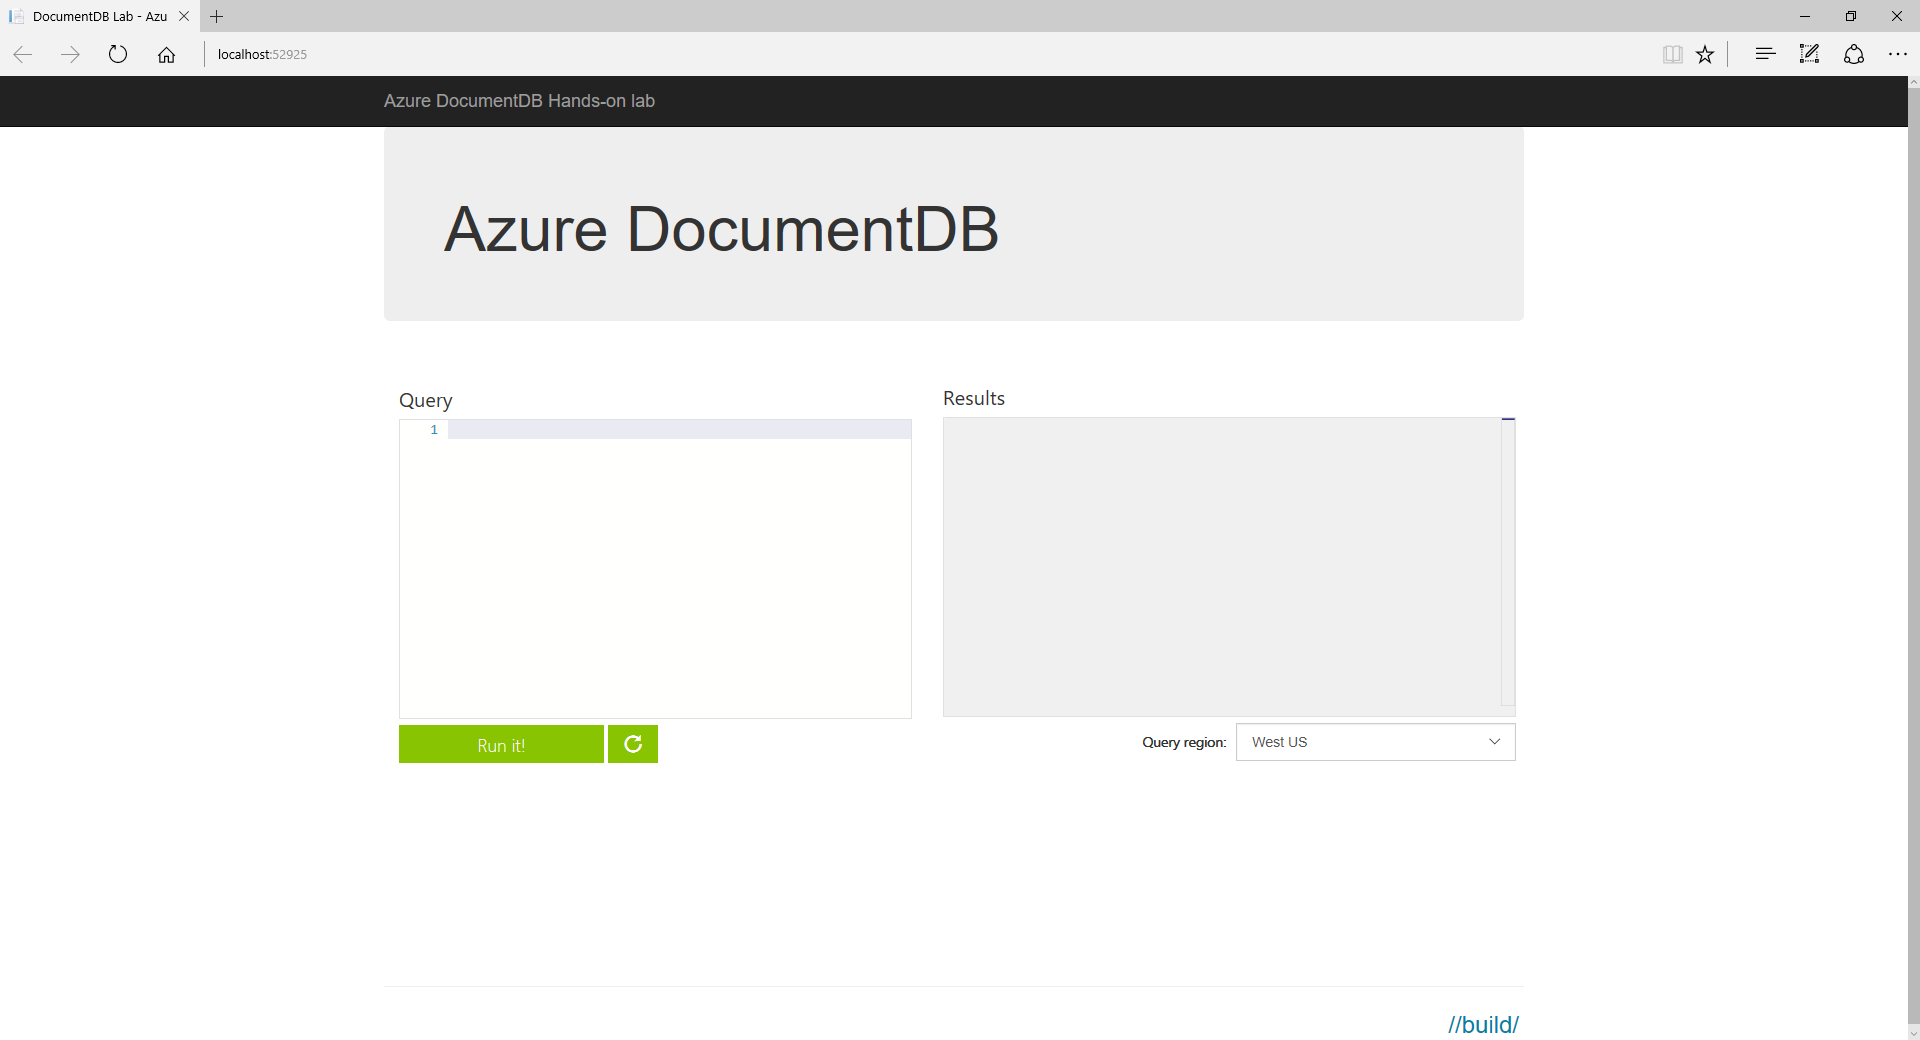 DocumentDB Lab - Azu
localhost:52925
Azure DocumentDB Hands-on lab
Azure DocumentDB
Query
Results
1
Run it!
Query region:
West US
//build/